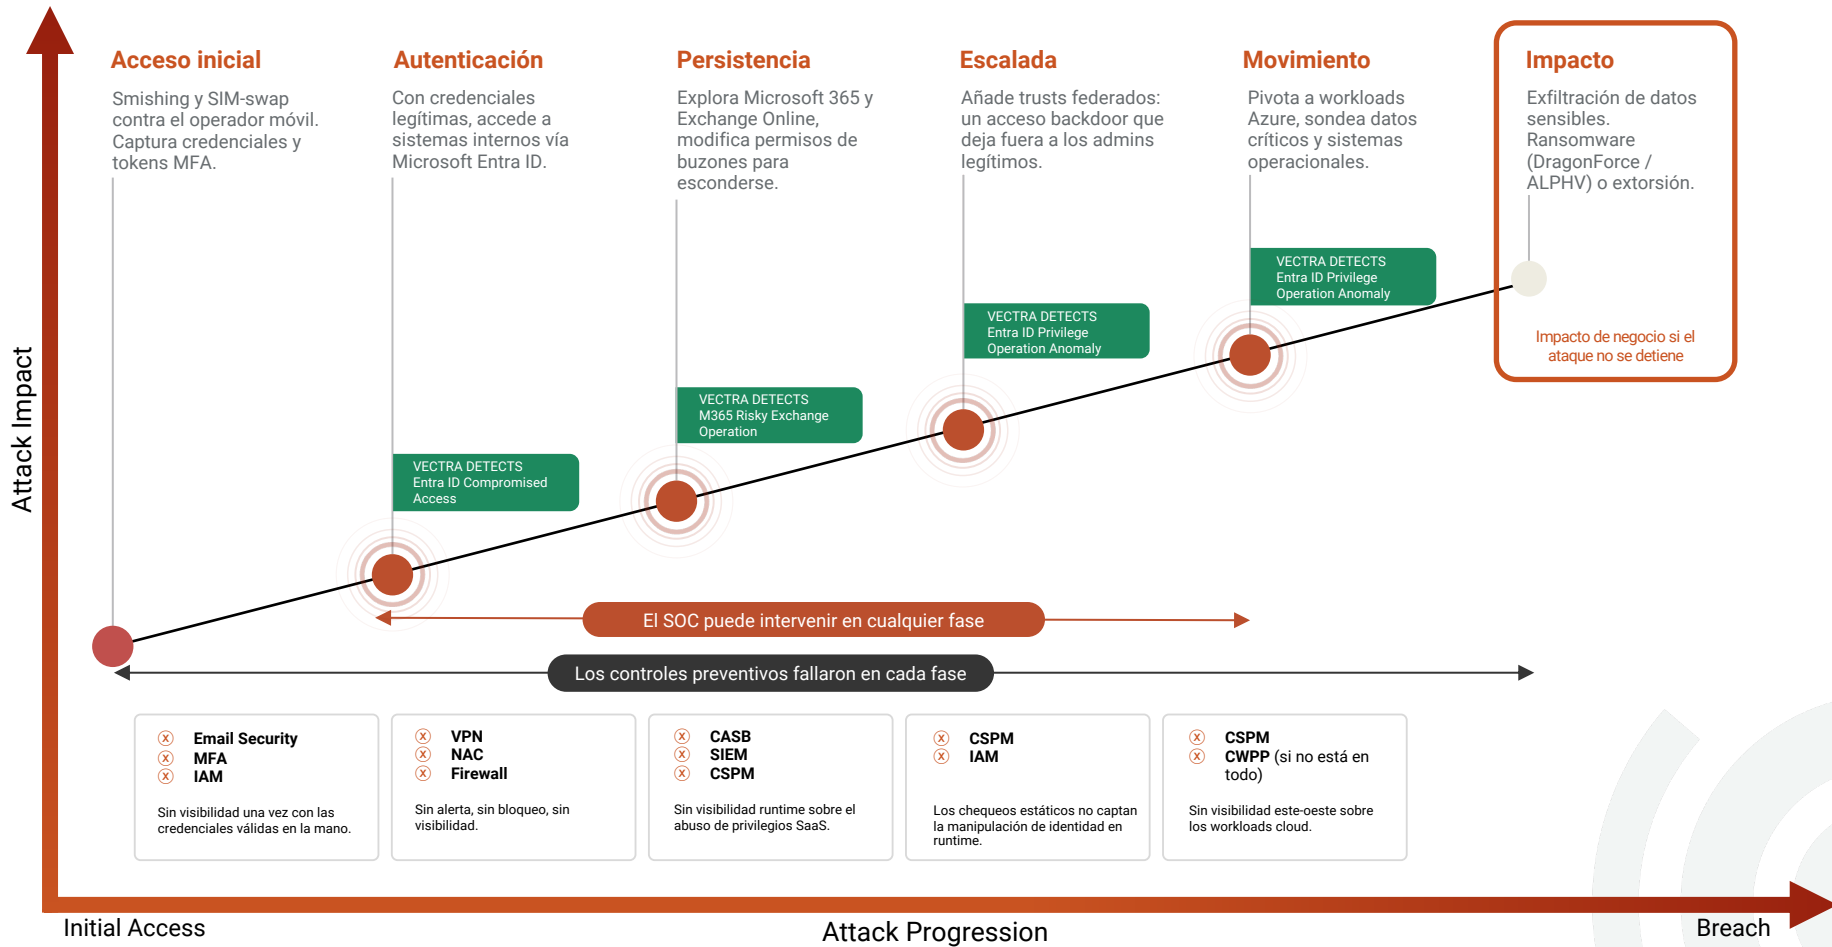 Acceso inicial
Smishing y SIM-swap
contra el operador móvil.
Captura credenciales y
tokens MFA.
Autenticación
Con credenciales
legítimas, accede a
sistemas internos vía
Microsoft Entra ID.
Persistencia
Explora Microsoft 365 y
Exchange Online,
modifica permisos de
buzones para
esconderse.
Escalada
Añade trusts federados:
un acceso backdoor que
deja fuera a los admins
legítimos.
Movimiento
Pivota a workloads
Azure, sondea datos
críticos y sistemas
operacionales.
Impacto
Exfiltración de datos
sensibles.
Ransomware
(DragonForce /
ALPHV) o extorsión.
VECTRA DETECTS
Entra ID Compromised
Access
VECTRA DETECTS
M365 Risky Exchange
Operation
VECTRA DETECTS
Entra ID Privilege
Operation Anomaly
VECTRA DETECTS
Entra ID Privilege
Operation Anomaly
Impacto de negocio si el
ataque no se detiene
Attack Impact
El SOC puede intervenir en cualquier fase
Los controles preventivos fallaron en cada fase
x Email Security
x MFA
x IAM
Sin visibilidad una vez con las
credenciales válidas en la mano.
x VPN
x NAC
x Firewall
Sin alerta, sin bloqueo, sin
visibilidad.
x CASB
x SIEM
x CSPM
Sin visibilidad runtime sobre el
abuso de privilegios SaaS.
x CSPM
x IAM
Los chequeos estáticos no captan
la manipulación de identidad en
runtime.
x CSPM
x CWPP (si no está en
todo)
Sin visibilidad este-oeste sobre
los workloads cloud.
Initial Access
Attack Progression
Breach